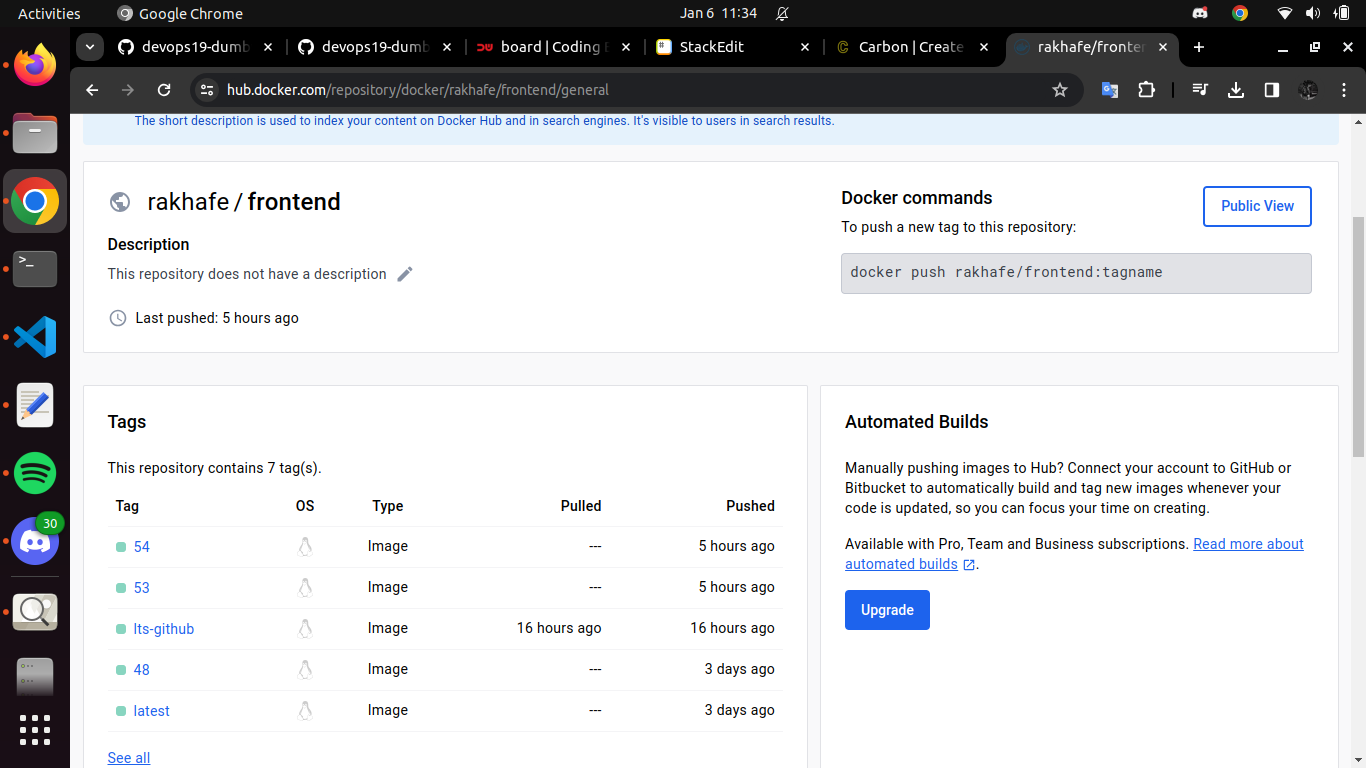 Activities
Google Chrome
Jan 6 11:34
devops19-dumb
devops19-dumb
board | Coding
StackEdit
Carbon | Create
rakhafe/fronten
hub.docker.com/repository/docker/rakhafe/frontend/general
The short description is used to index your content on Docker Hub and in search engines. It's visible to users in search results.
rakhafe / frontend
Description
This repository does not have a description
Last pushed: 5 hours ago
Docker commands
Public View
To push a new tag to this repository:
docker push rakhafe/frontend:tagname
Tags
This repository contains 7 tag(s).
Tag OS Type Pulled Pushed
54 Image --- 5 hours ago
53 Image --- 5 hours ago
lts-github Image 16 hours ago 16 hours ago
48 Image --- 3 days ago
latest Image --- 3 days ago
See all
Automated Builds
Manually pushing images to Hub? Connect your account to GitHub or
Bitbucket to automatically build and tag new images whenever your
code is updated, so you can focus your time on creating.
Available with Pro, Team and Business subscriptions. Read more about
automated builds.
Upgrade
30
>_